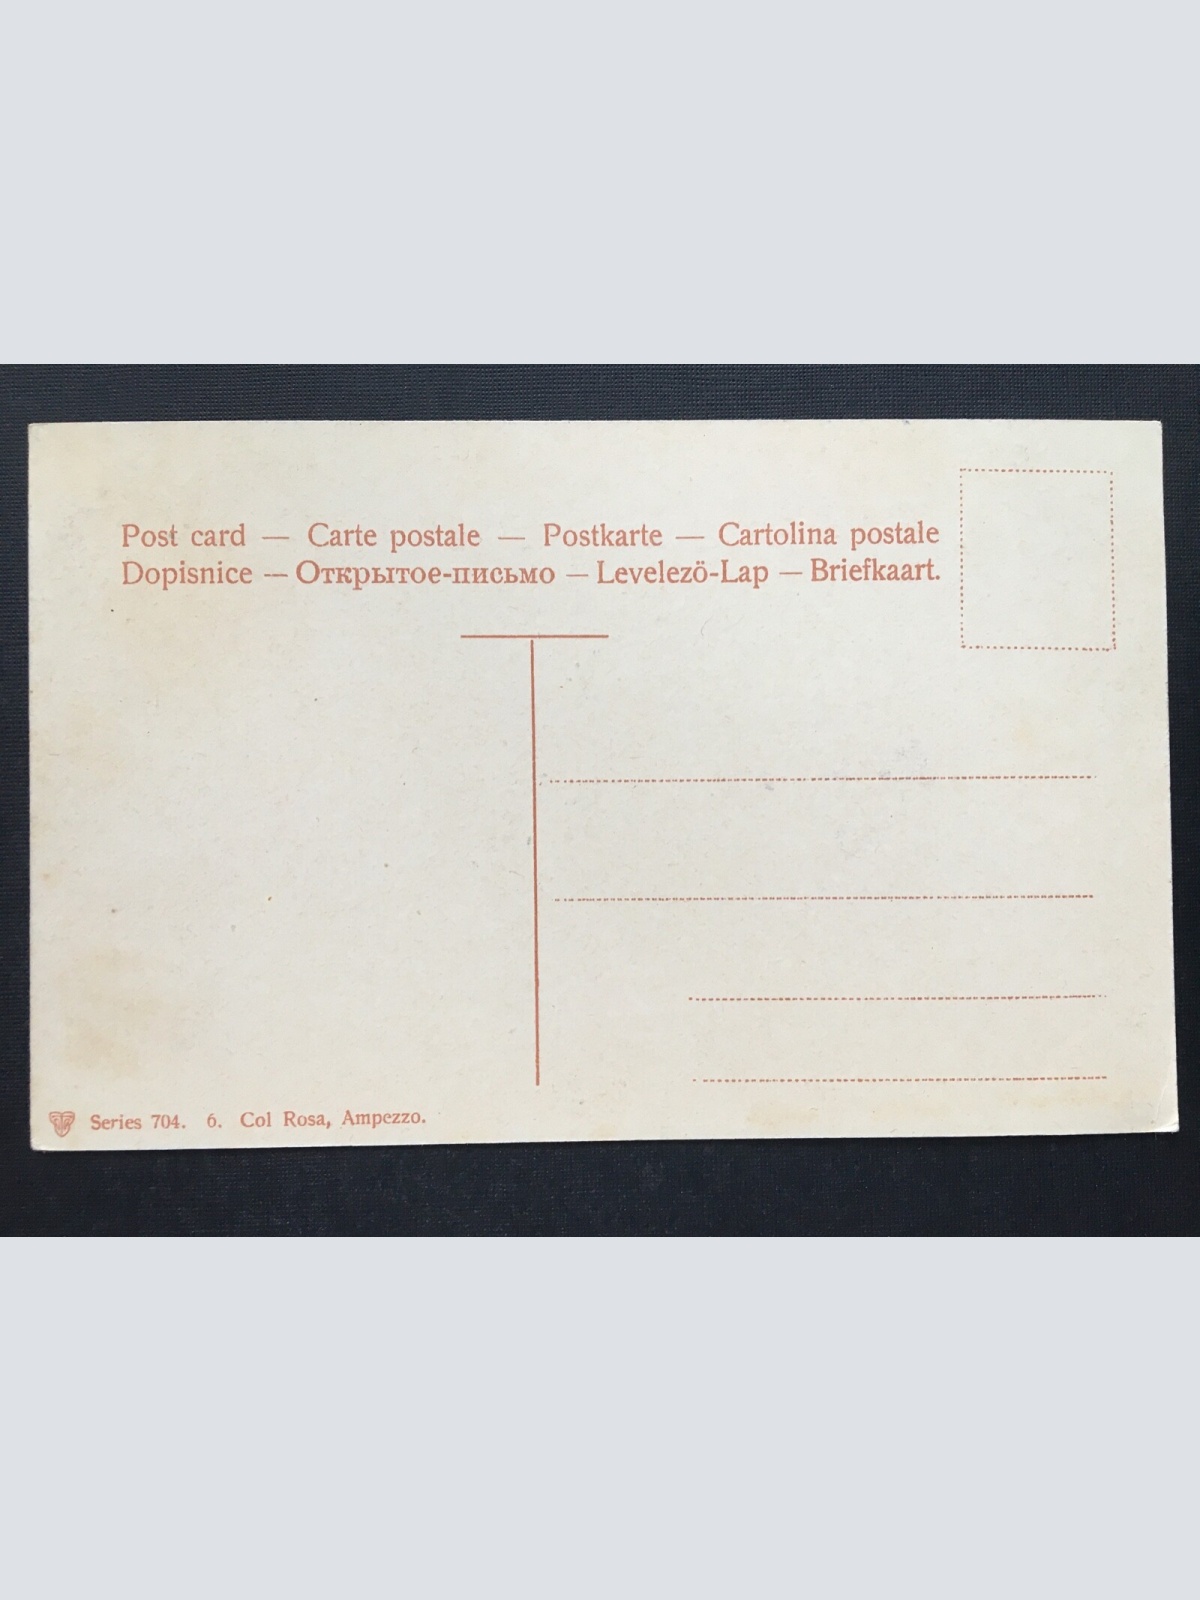 Post card — Carte postale — Postkarte — Cartolina postale
Dopisnice — Открытое-письмо — Levelezö-Lap — Briefkaart.
Series 704. 6. Col Rosa, Ampezzo.